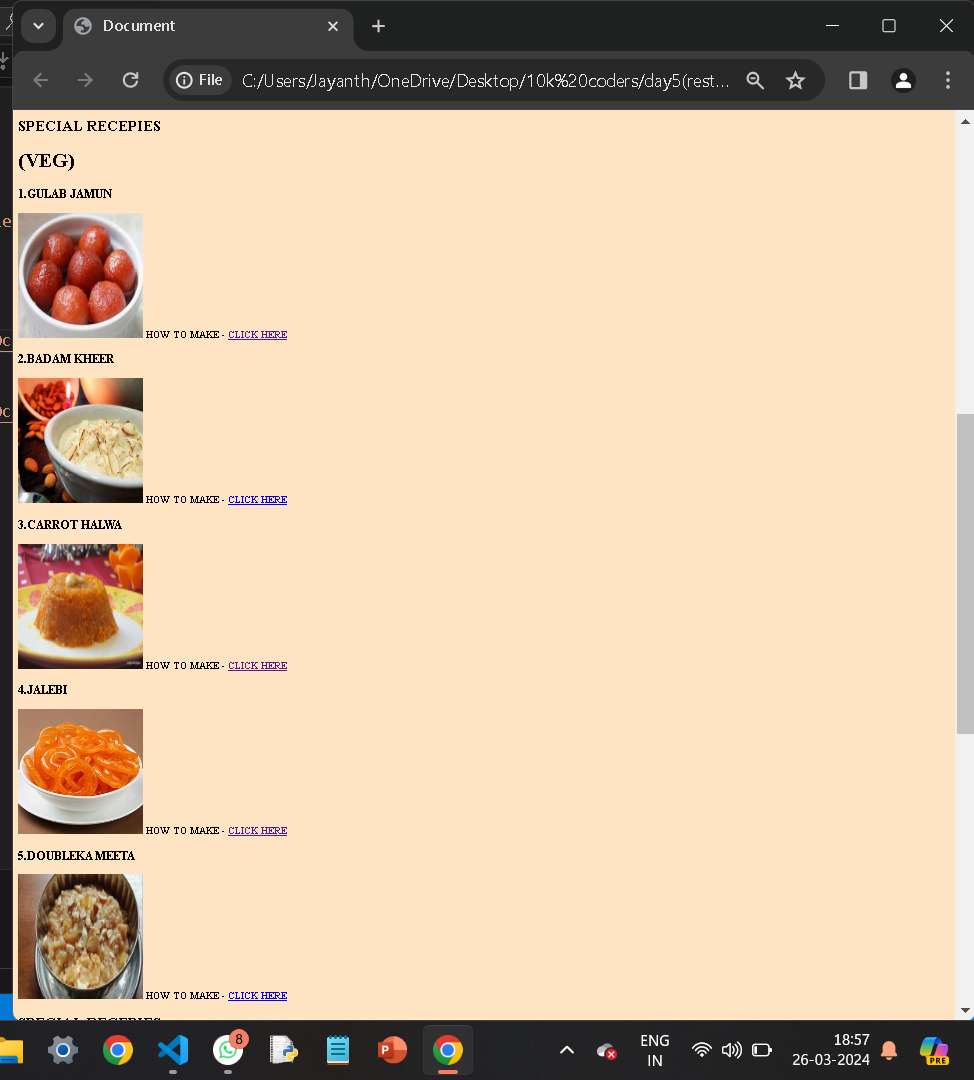 Document
File
C:/Users/Jayanth/OneDrive/Desktop/10k%20coders/day5(rest...
SPECIAL RECEPIES
(VEG)
1.GULAB JAMUN
HOW TO MAKE - CLICK HERE
2.BADAM KHEER
HOW TO MAKE - CLICK HERE
3.CARROT HALWA
HOW TO MAKE - CLICK HERE
4.JALEBI
HOW TO MAKE - CLICK HERE
5.DOUBLEKA MEETA
HOW TO MAKE - CLICK HERE
SPECIAL RECEPIES
8
P
ENG
IN
18:57
26-03-2024
PRE